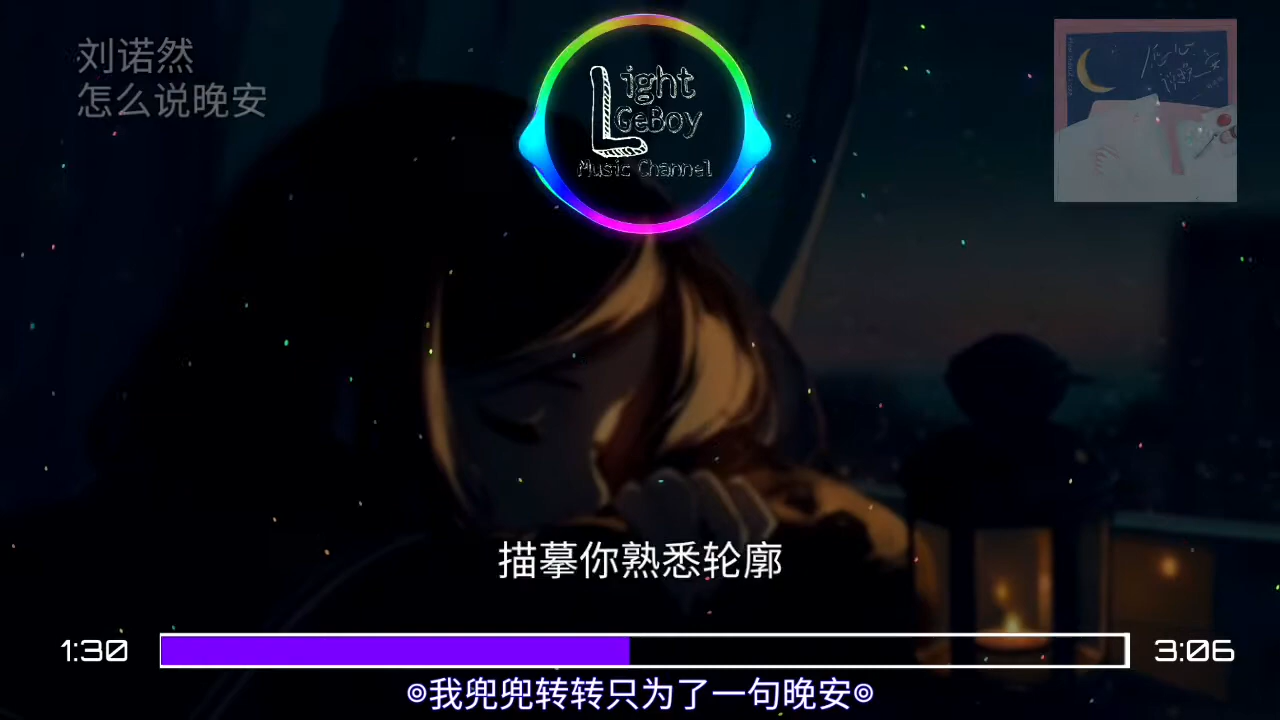 刘诺然
怎么说晚安
Light
GeBoy
Music Channel
描摹你熟悉轮廓
1:30
3:06
◎我兜兜转转只为了一句晚安◎